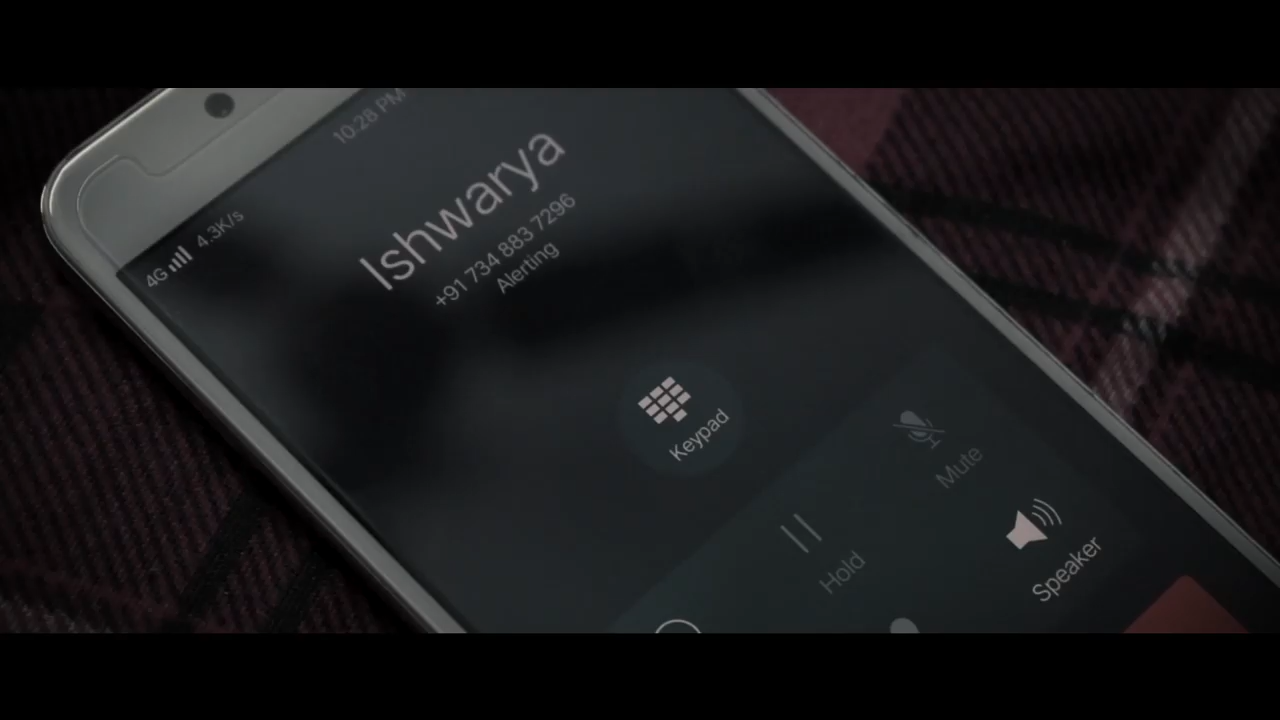 10:28 PM
4G 4.3K/s
Ishwarya
+91 734 883 7296
Alerting
Keypad
Mute
Hold
Speaker